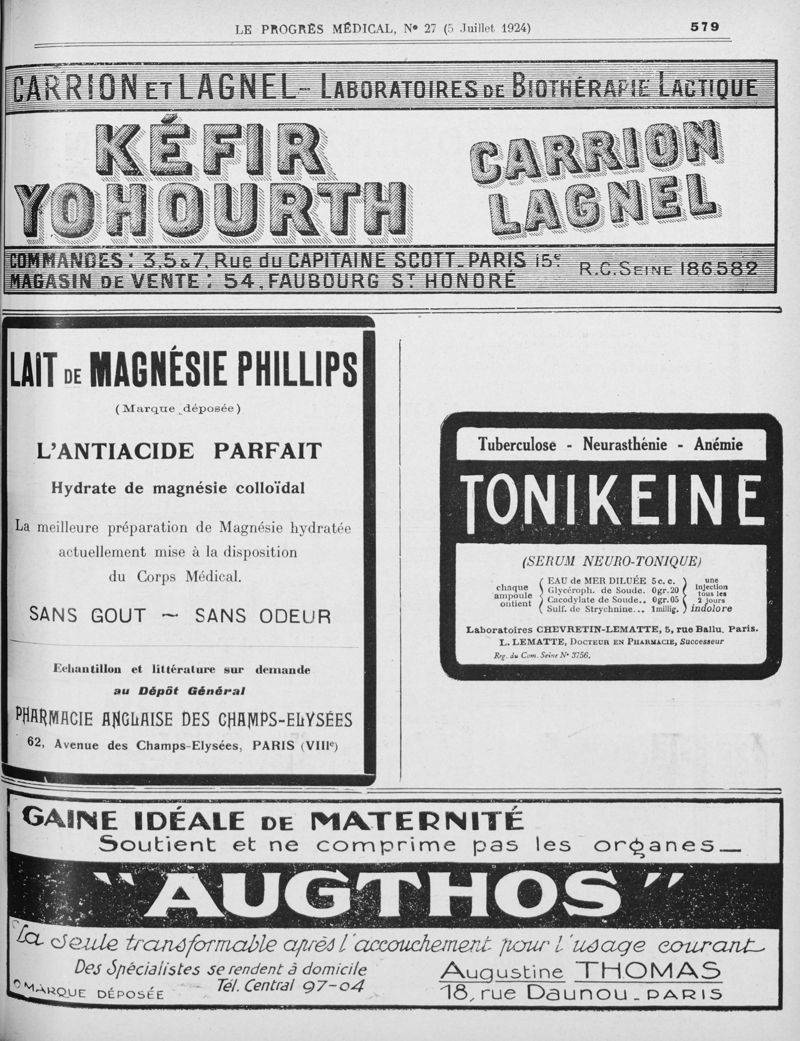 LE PROGRÈS MÉDICAL, N° 27 (5 Juillet 1924)
579
CARRION ET LAGNEL - LABORATOIRES DE BIOTHÉRAPIE LACTIQUE
KÉFIR
YOHOURTH
CARRION
LAGNEL
COMMANDES: 3,5&7, RUE DU CAPITAINE SCOTT_PARIS 15e
MAGASIN DE VENTE: 54, FAUBOURG ST HONORÉ
R.C. SEINE 186.582
LAIT DE MAGNÉSIE PHILLIPS
(Marque déposée)
L'ANTIACIDE PARFAIT
Hydrate de magnésie colloïdal
La meilleure préparation de Magnésie hydratée
actuellement mise à la disposition
du Corps Médical.
SANS GOUT — SANS ODEUR
Echantillon et littérature sur demande
au Dépôt Général
PHARMACIE ANGLAISE DES CHAMPS-ELYSÉES
62, Avenue des Champs-Elysées, PARIS (VIIIe)
Tuberculose - Neurasthénie - Anémie
TONIKEINE
(SERUM NEURO-TONIQUE)
chaque
ampoule
ontient
EAU de MER DILUÉE 5 c. c.
Glycéroph. de Soude. 0gr.20
Cacodylate de Soude.. 0gr.05
Sulf. de Strychnine... 1 millig.
une
injection
tous les
2 jours
indolore
Laboratoires CHEVRETIN-LEMATTE, 5, rue Ballu, Paris.
L. LEMATTE, DOCTEUR EN PHARMACIE, Successeur
Reg. du Com. Seine N° 3756.
GAINE IDÉALE DE MATERNITÉ
Soutient et ne comprime pas les organes_
"AUGTHOS"
La seule transformable après l'accouchement pour l'usage courant
Des Spécialistes se rendent à domicile
Tél. Central 97-04
MARQUE DÉPOSÉE
Augustine THOMAS
18, rue Daunou_PARIS